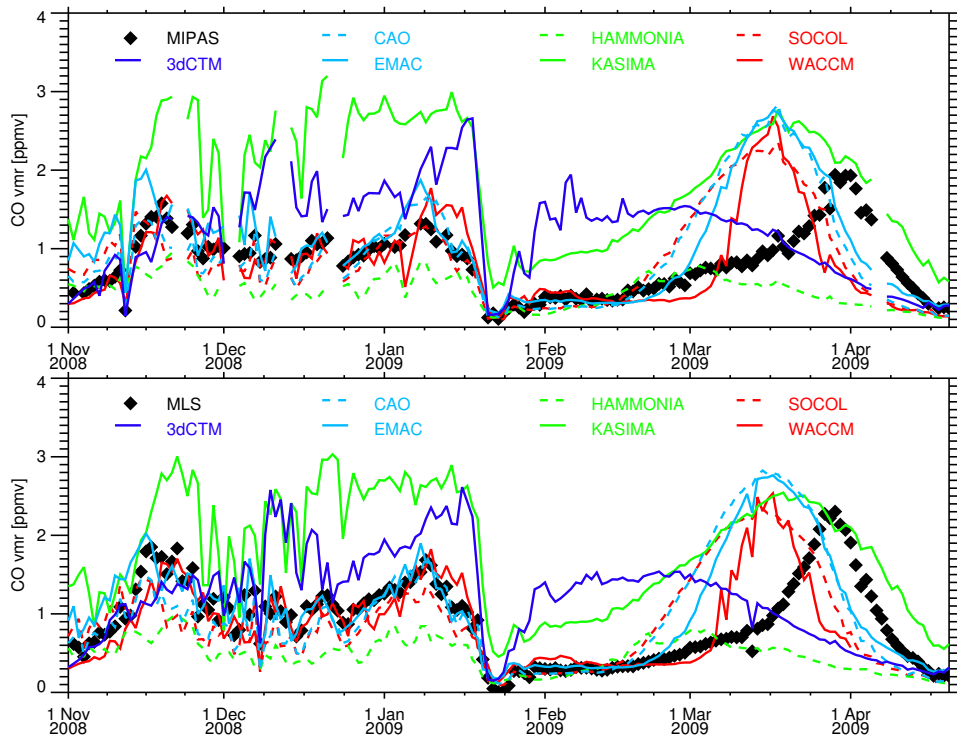 4
3
2
1
0
CO vmr [ppmv]
MIPAS CAO HAMMONIA SOCOL
3dCTM EMAC KASIMA WACCM
1 Nov 1 Dec 1 Jan 1 Feb 1 Mar 1 Apr
2008 2008 2009 2009 2009 2009
4
3
2
1
0
CO vmr [ppmv]
MLS CAO HAMMONIA SOCOL
3dCTM EMAC KASIMA WACCM
1 Nov 1 Dec 1 Jan 1 Feb 1 Mar 1 Apr
2008 2008 2009 2009 2009 2009